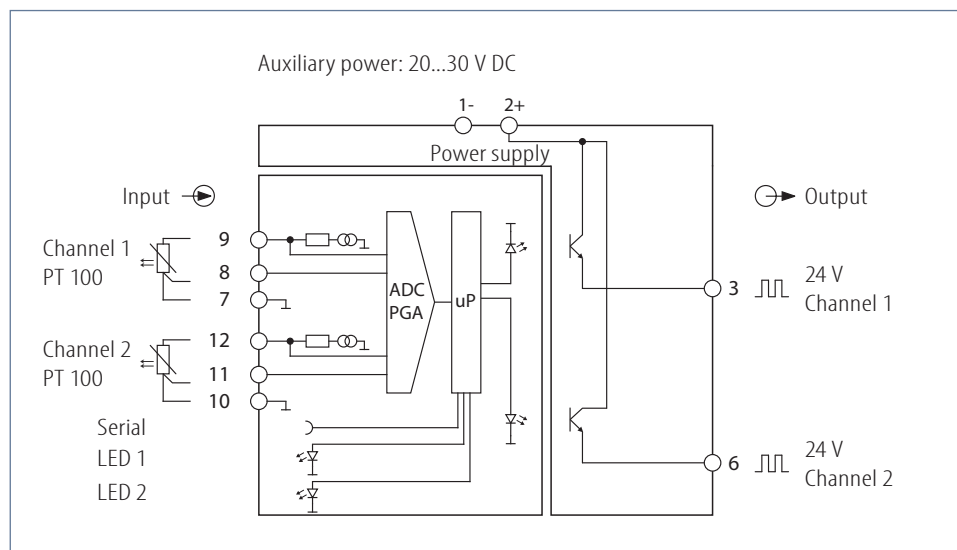 Auxiliary power: 20...30 V DC
1-
2+
Power supply
Input
Output
Channel 1
PT 100
9
8
7
ADC
PGA
uP
3
24 V
Channel 1
Channel 2
PT 100
12
11
10
Serial
LED 1
LED 2
6
24 V
Channel 2